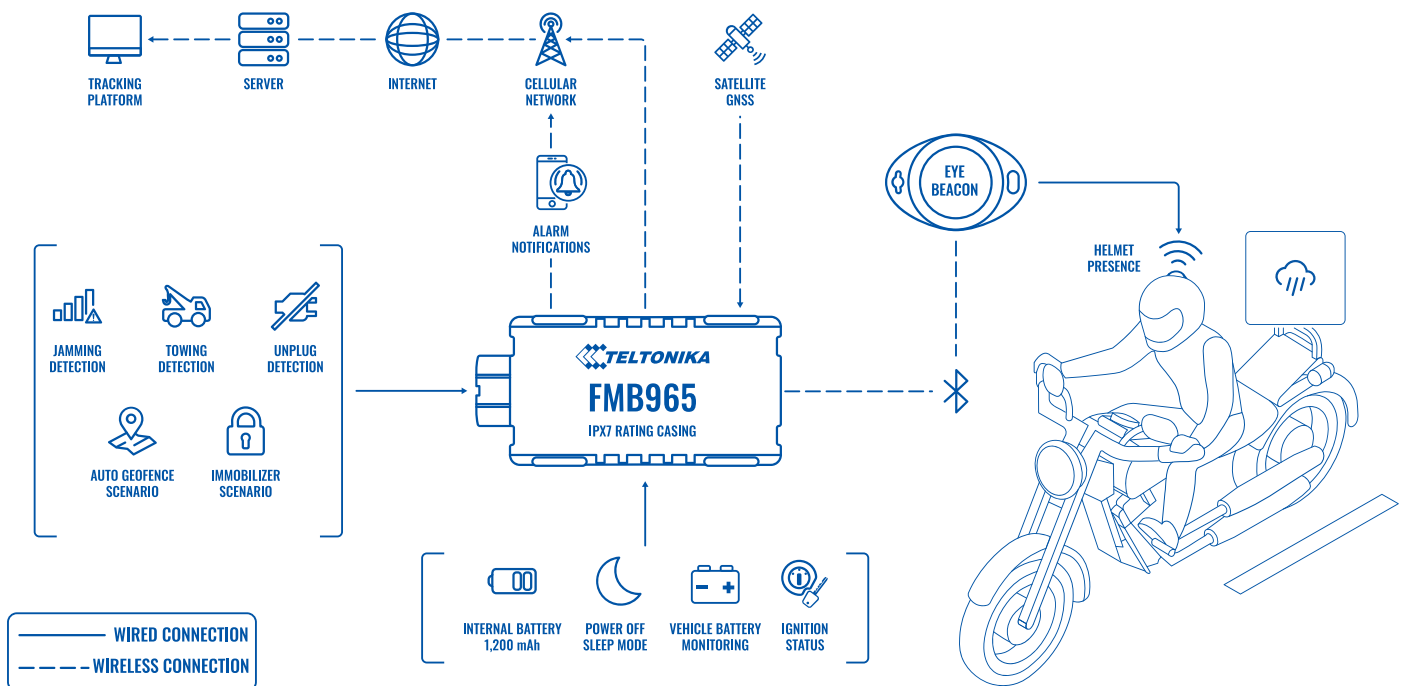 TRACKING
PLATFORM
SERVER
INTERNET
CELLULAR
NETWORK
SATELLITE
GNSS
ALARM
NOTIFICATIONS
EYE
BEACON
HELMET
PRESENCE
JAMMING
DETECTION
TOWING
DETECTION
UNPLUG
DETECTION
AUTO GEOFENCE
SCENARIO
IMMOBILIZER
SCENARIO
TELTONIKA
FMB965
IPX7 RATING CASING
INTERNAL BATTERY
1,200 mAh
POWER OFF
SLEEP MODE
VEHICLE BATTERY
MONITORING
IGNITION
STATUS
WIRED CONNECTION
WIRELESS CONNECTION